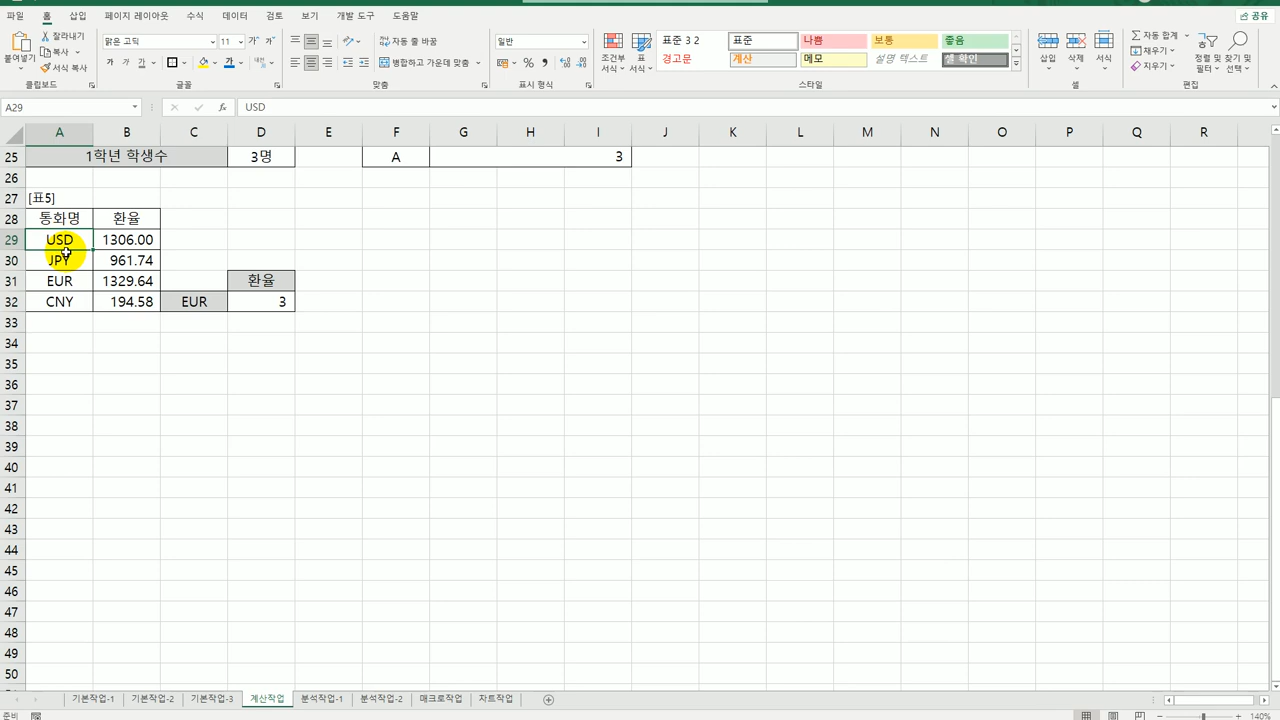 파일 홈 삽입 페이지 레이아웃 수식 데이터 검토 보기 개발 도구 도움말 공유
붙여넣기 잘라내기 복사 서식 복사
맑은 고딕 11 가 가
가 가 가 가 내천
자동 줄 바꿈
병합하고 가운데 맞춤
일반
%
조건부 서식 표 서식
표준 3 2 표준 나쁨 보통 좋음
경고문 계산 메모 설명 텍스트 셀 확인
삽입 삭제 서식
자동 합계 채우기 지우기
정렬 및 필터 찾기 및 선택
클립보드 글꼴 맞춤 표시 형식 스타일 셀 편집
A29 fx USD
A B C D E F G H I J K L M N O P Q R
25 1학년 학생수 3명 A 3
26
27 [표5]
28 통화명 환율
29 USD 1306.00
30 JPY 961.74
31 EUR 1329.64 환율
32 CNY 194.58 EUR 3
33
34
35
36
37
38
39
40
41
42
43
44
45
46
47
48
49
50
기본작업-1 기본작업-2 기본작업-3 계산작업 분석작업-1 분석작업-2 매크로작업 차트작업
준비 140%